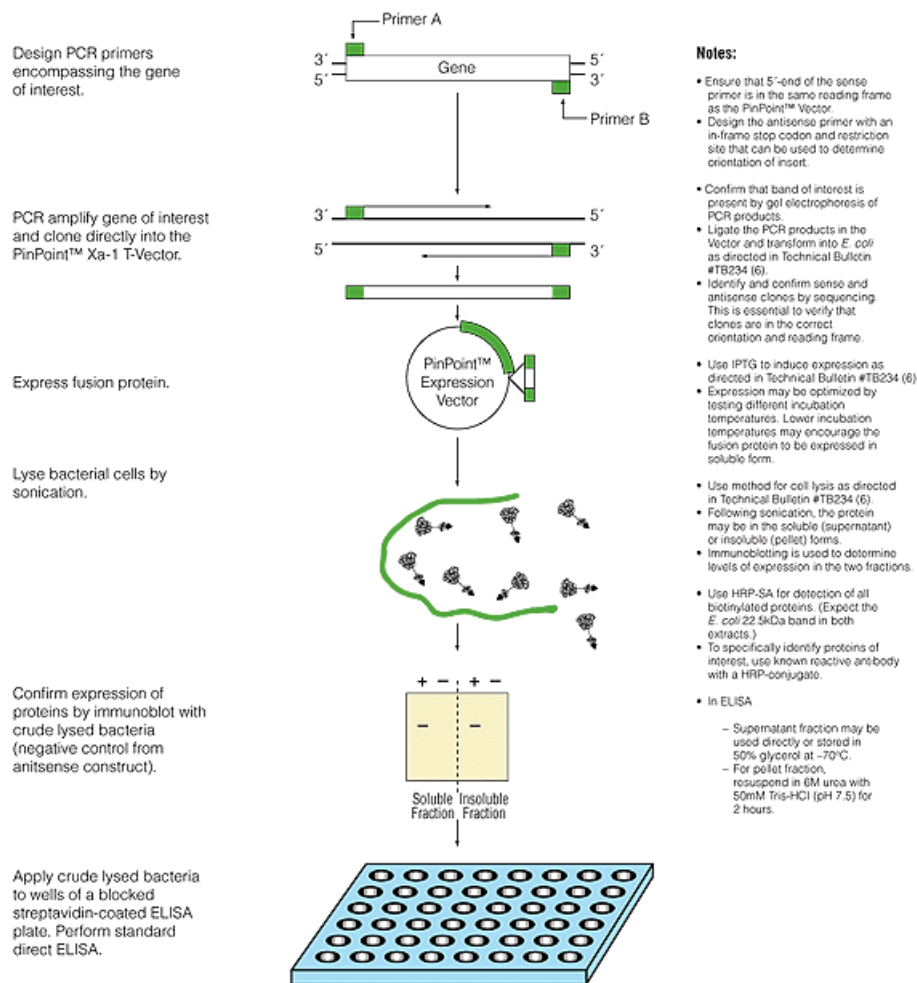 Primer A
Design PCR primers
encompassing the gene
of interest.
3´
5´
Gene
5´
3´
Primer B
PCR amplify gene of interest
and clone directly into the
PinPoint™ Xa-1 T-Vector.
3´
5´
5´
3´
Express fusion protein.
PinPoint™
Expression
Vector
Lyse bacterial cells by
sonication.
Confirm expression of
proteins by immunoblot with
crude lysed bacteria
(negative control from
anitsense construct).
+ − + −
−
−
Soluble
Fraction
Insoluble
Fraction
Apply crude lysed bacteria
to wells of a blocked
streptavidin-coated ELISA
plate. Perform standard
direct ELISA.
Notes:
• Ensure that 5´-end of the sense
primer is in the same reading frame
as the PinPoint™ Vector.
• Design the antisense primer with an
in-frame stop codon and restriction
site that can be used to determine
orientation of insert.
• Confirm that band of interest is
present by gel electrophoresis of
PCR products.
• Ligate the PCR products in the
Vector and transform into E. coli
as directed in Technical Bulletin
#TB234 (6).
• Identify and confirm sense and
antisense clones by sequencing.
This is essential to verify that
clones are in the correct
orientation and reading frame.
• Use IPTG to induce expression as
directed in Technical Bulletin #TB234 (6)
• Expression may be optimized by
testing different incubation
temperatures. Lower incubation
temperatures may encourage the
fusion protein to be expressed in
soluble form.
• Use method for cell lysis as directed
in Technical Bulletin #TB234 (6).
• Following sonication, the protein
may be in the soluble (supernatant)
or insoluble (pellet) forms.
• Immunoblotting is used to determine
levels of expression in the two fractions.
• Use HRP-SA for detection of all
biotinylated proteins. (Expect the
E. coli 22.5kDa band in both
extracts.)
• To specifically identify proteins of
interest, use known reactive antibody
with a HRP-conjugate.
• In ELISA
– Supernatant fraction may be
used directly or stored in
50% glycerol at –70°C.
– For pellet fraction,
resuspend in 6M urea with
50mM Tris-HCl (pH 7.5) for
2 hours.